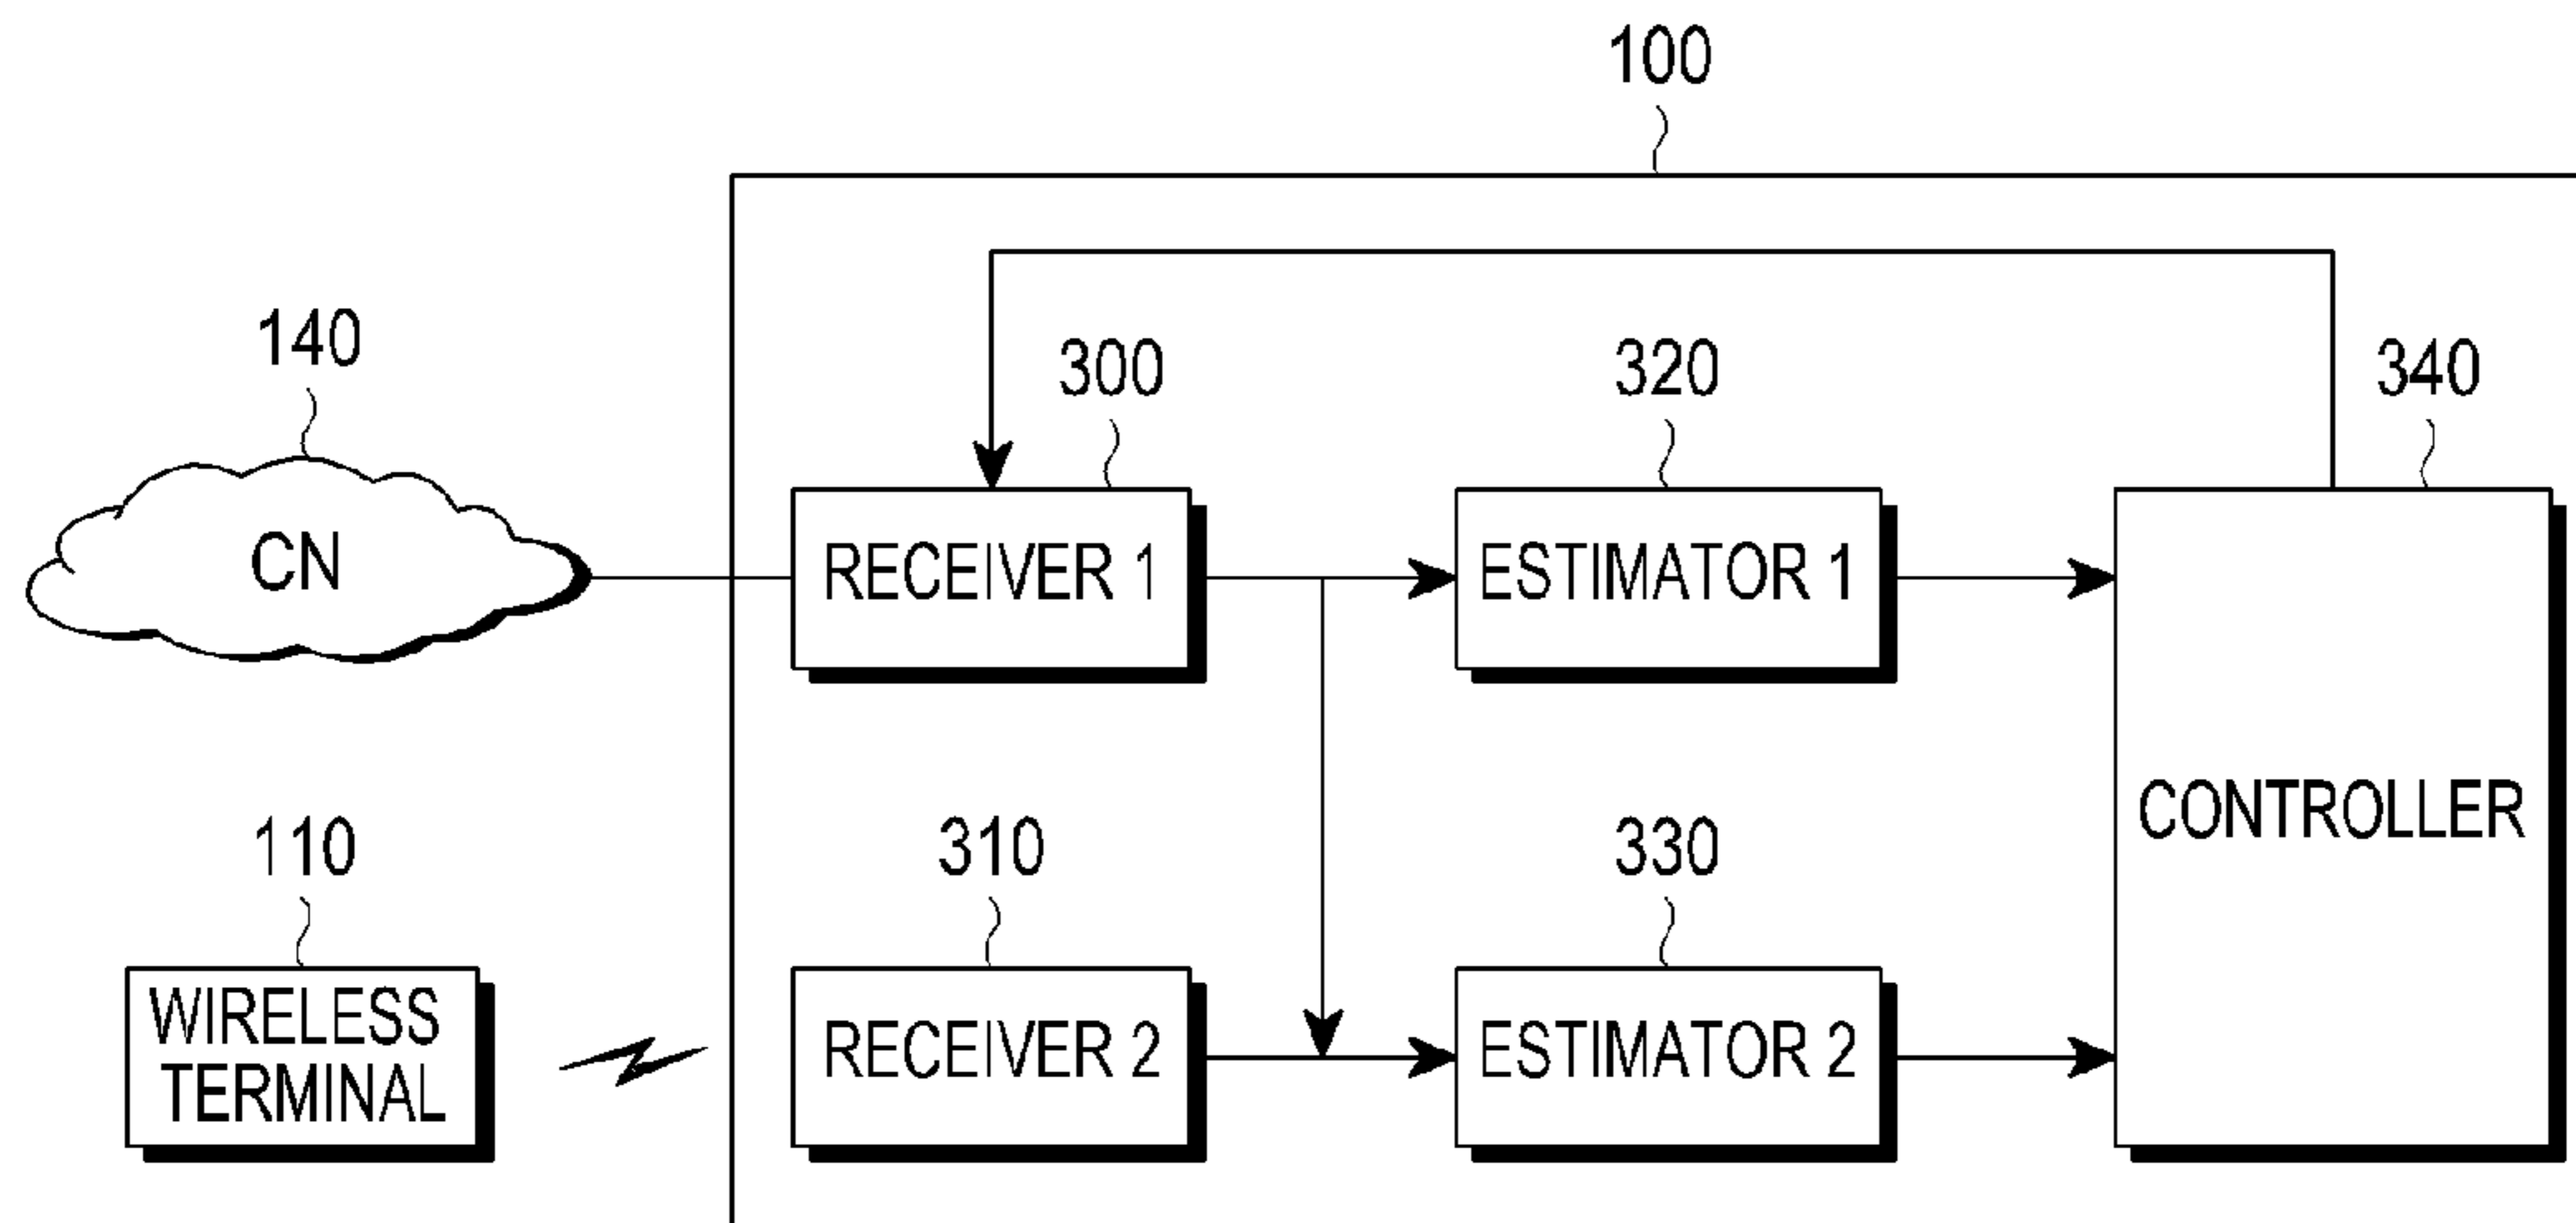 100
140
300
320
340
CN
RECEIVER 1
ESTIMATOR 1
CONTROLLER
110
310
330
WIRELESS
TERMINAL
RECEIVER 2
ESTIMATOR 2